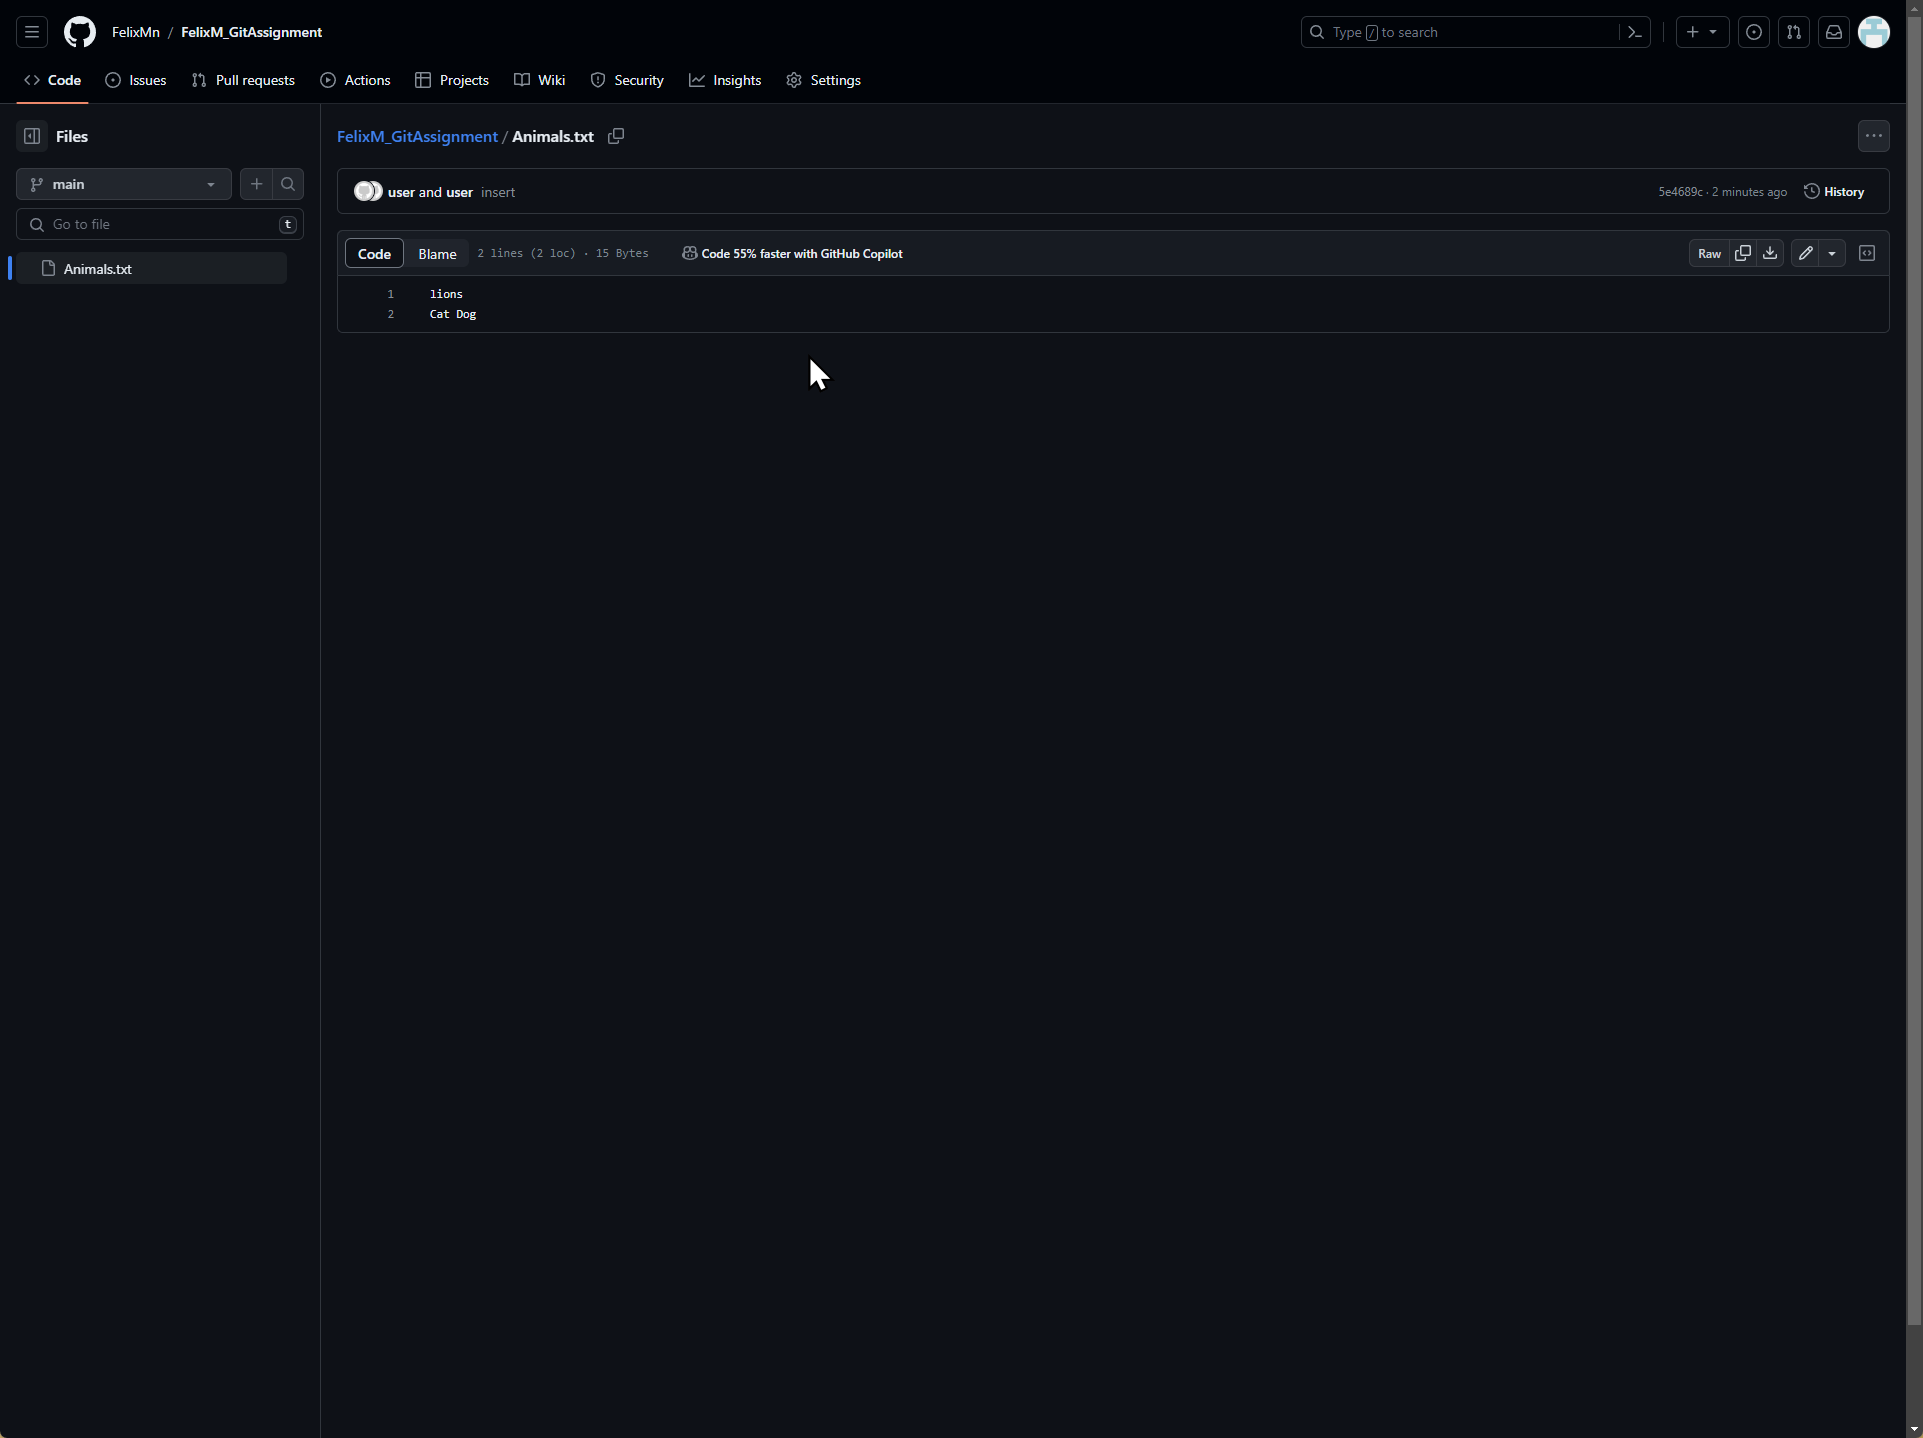 FelixMn / FelixM_GitAssignment
Type / to search
Code Issues Pull requests Actions Projects Wiki Security Insights Settings
Files
main
Go to file t
Animals.txt
FelixM_GitAssignment / Animals.txt
user and user insert
5e4689c · 2 minutes ago History
Code Blame 2 lines (2 loc) · 15 Bytes Code 55% faster with GitHub Copilot Raw
1 lions
2 Cat Dog